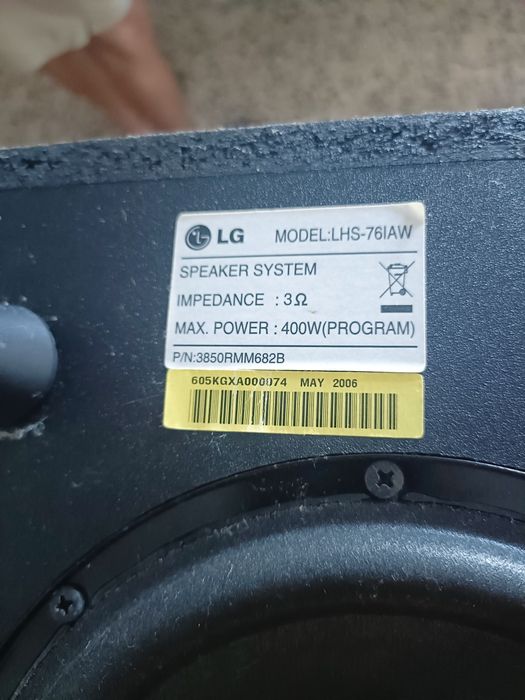 LG MODEL:LHS-76IAW
SPEAKER SYSTEM
IMPEDANCE : 3Ω
MAX. POWER : 400W(PROGRAM)
P/N:3850RMM682B
605KGXA000074 MAY 2006